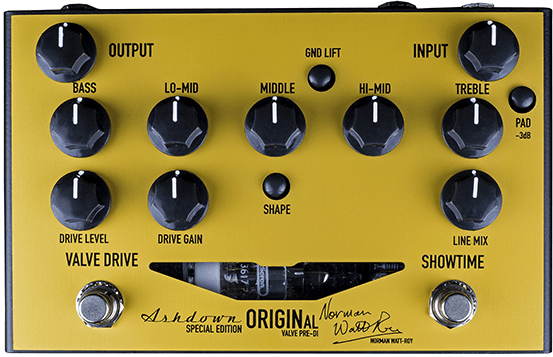 OUTPUT
GND LIFT
INPUT
BASS
LO-MID
MIDDLE
HI-MID
TREBLE
PAD
-3dB
SHAPE
DRIVE LEVEL
DRIVE GAIN
LINE MIX
VALVE DRIVE
SHOWTIME
3617
Ashdown
SPECIAL EDITION
ORIGINAL
VALVE PRE-DI
Norman
Watt-Roy
NORMAN WATT-ROY